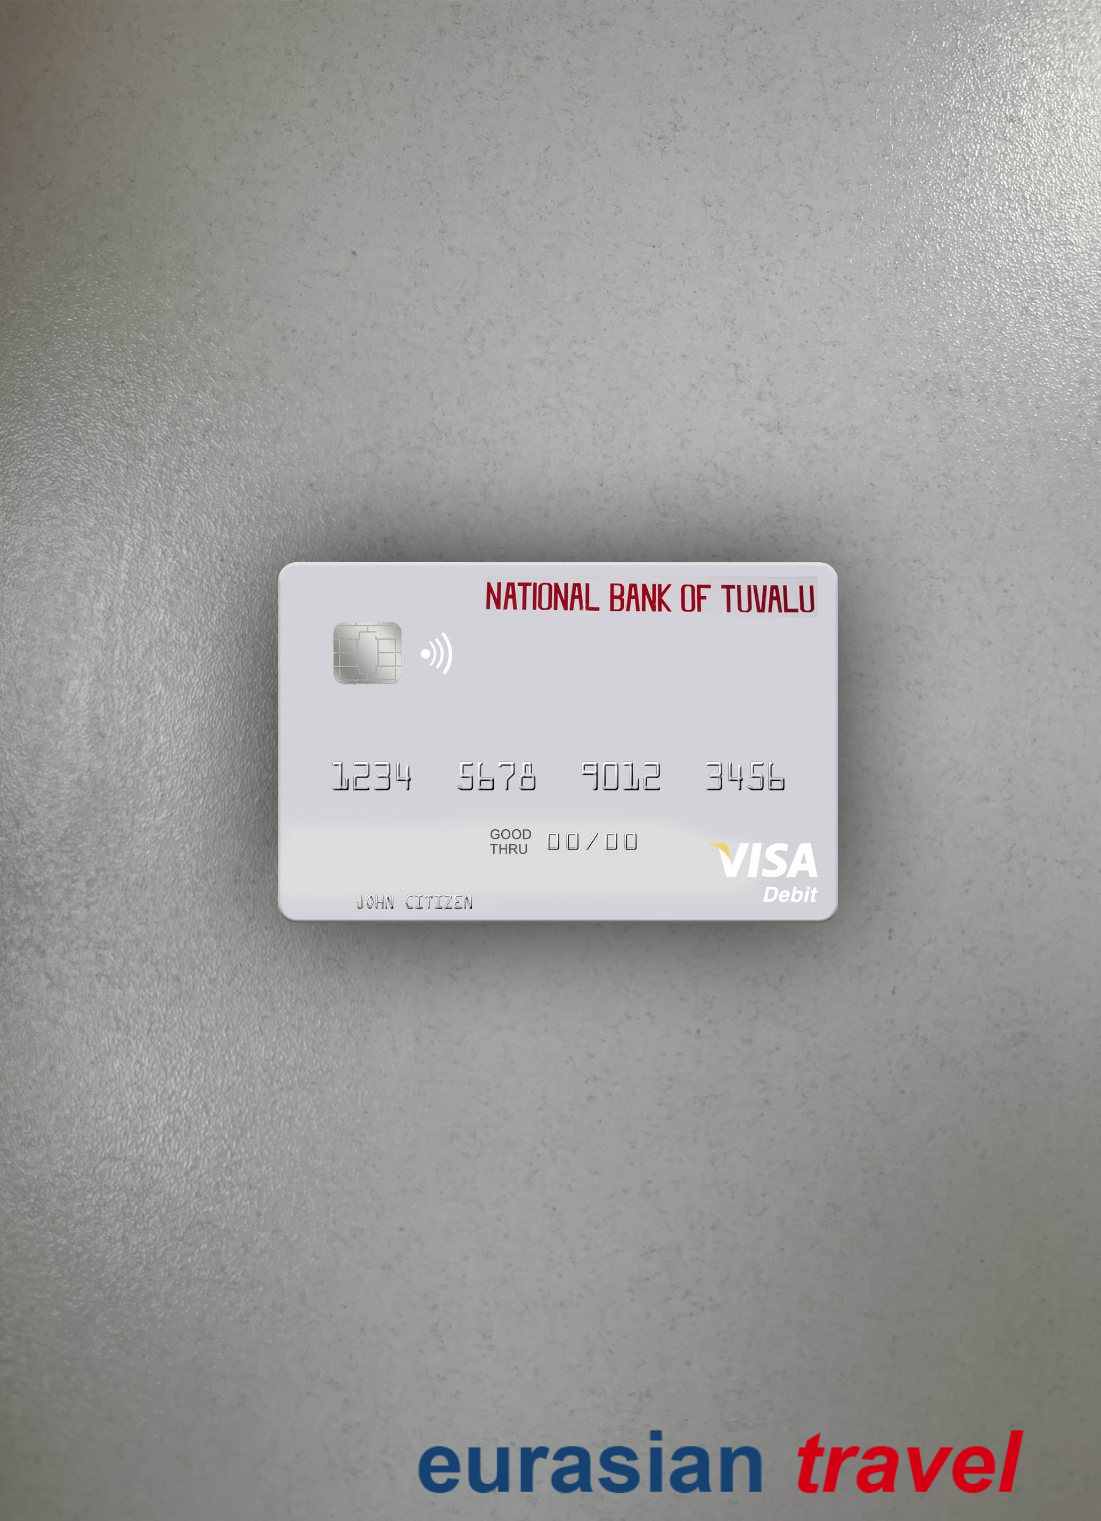 NATIONAL BANK OF TUVALU
1234 5678 9012 3456
GOOD THRU 00/00
VISA
Debit
JOHN CITIZEN
eurasian travel